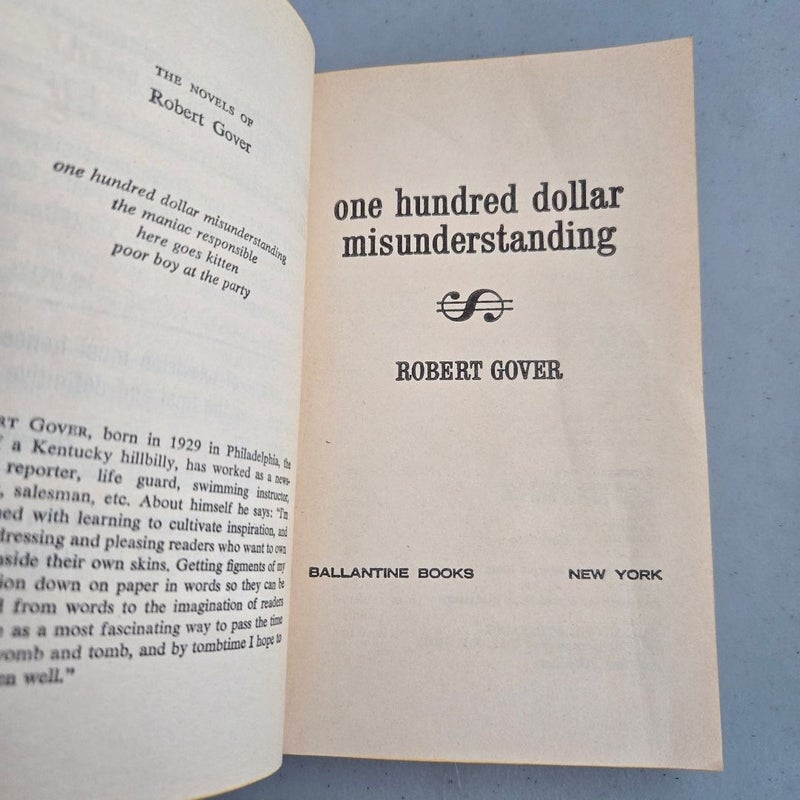 THE NOVELS OF
Robert Gover
one hundred dollar misunderstanding
the maniac responsible
here goes kitten
poor boy at the party
GOVER, born in 1929 in Philadelphia, the
a Kentucky hillbilly, has worked as a news-
reporter, life guard, swimming instructor,
salesman, etc. About himself he says: "I'm
with learning to cultivate inspiration, and
and pleasing readers who want to own
their own skins. Getting figments of my
down on paper in words so they can be
from words to the imagination of readers
as a most fascinating way to pass the time
and tomb, and by tombtime I hope to
well."
one hundred dollar
misunderstanding
ROBERT GOVER
BALLANTINE BOOKS NEW YORK